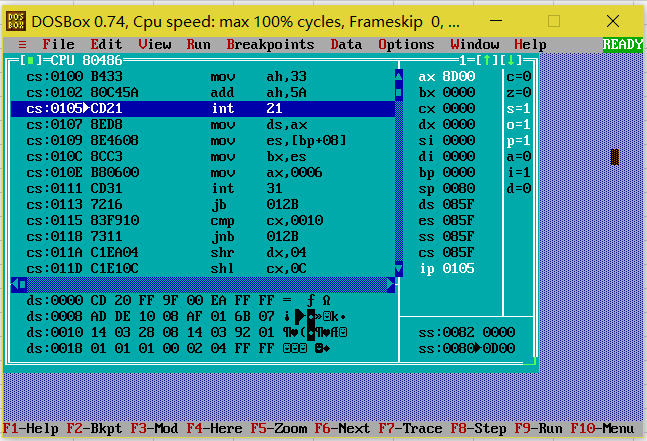 DOSBox 0.74, Cpu speed: max 100% cycles, Frameskip 0, ...
≡ File Edit View Run Breakpoints Data Options Window Help READY
[■]=CPU 80486 1=[↑][↓]
cs:0100 B433 mov ah,33 ax 8D00 c=0
cs:0102 80C45A add ah,5A bx 0000 z=0
cs:0105►CD21 int 21 cx 0000 s=1
cs:0107 8ED8 mov ds,ax dx 0000 o=1
cs:0109 8E4608 mov es,[bp+08] si 0000 p=1
cs:010C 8CC3 mov bx,es di 0000 a=0
cs:010E B80600 mov ax,0006 bp 0000 i=1
cs:0111 CD31 int 31 sp 0080 d=0
cs:0113 7216 jb 012B ds 085F
cs:0115 83F910 cmp cx,0010 es 085F
cs:0118 7311 jnb 012B ss 085F
cs:011A C1EA04 shr dx,04 cs 085F
cs:011D C1E10C shl cx,0C ip 0105
ds:0000 CD 20 FF 9F 00 EA FF FF = ƒ Ω
ds:0008 AD DE 10 08 AF 01 6B 07
ds:0010 14 03 28 08 14 03 92 01 ss:0082 0000
ds:0018 01 01 01 00 02 04 FF FF ss:0080►0D00
F1-Help F2-Bkpt F3-Mod F4-Here F5-Zoom F6-Next F7-Trace F8-Step F9-Run F10-Menu